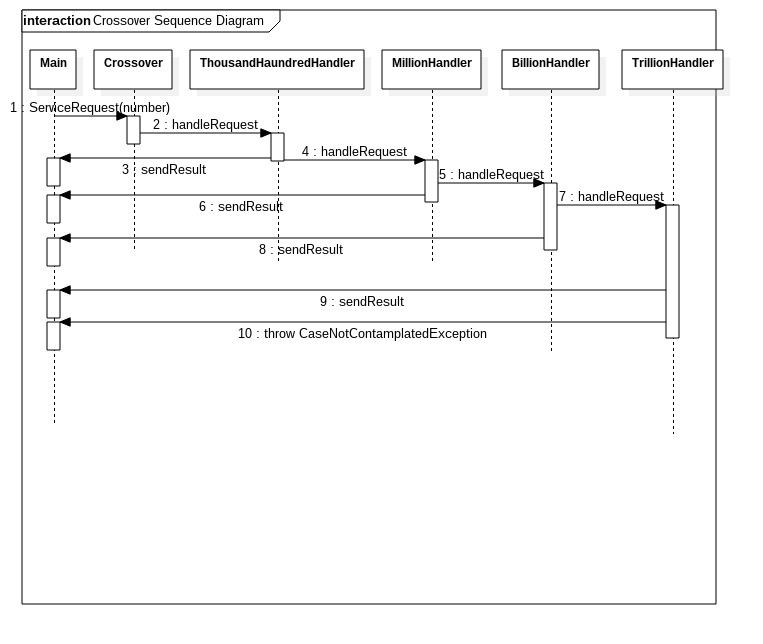 interaction Crossover Sequence Diagram
Main
Crossover
ThousandHaundredHandler
MillionHandler
BillionHandler
TrillionHandler
1 : ServiceRequest(number)
2 : handleRequest
4 : handleRequest
3 : sendResult
5 : handleRequest
7 : handleRequest
6 : sendResult
8 : sendResult
9 : sendResult
10 : throw CaseNotContamplatedException